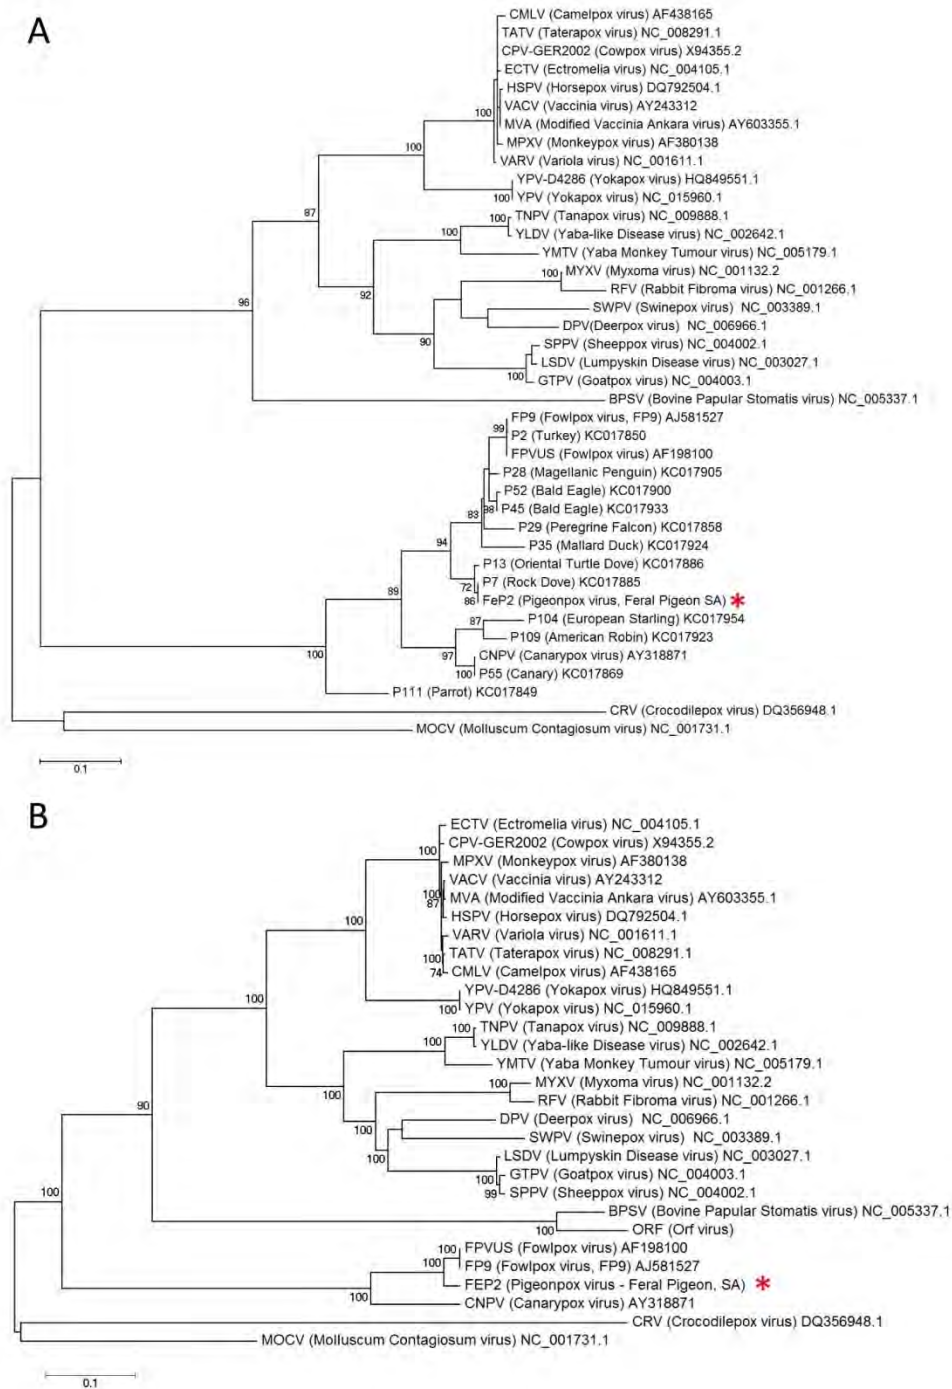 A
CMLV (Camelpox virus) AF438165
TATV (Taterapox virus) NC_008291.1
CPV-GER2002 (Cowpox virus) X94355.2
ECTV (Ectromelia virus) NC_004105.1
HSPV (Horsepox virus) DQ792504.1
100
VACV (Vaccinia virus) AY243312
MVA (Modified Vaccinia Ankara virus) AY603355.1
100
MPXV (Monkeypox virus) AF380138
VARV (Variola virus) NC_001611.1
YPV-D4286 (Yokapox virus) HQ849551.1
100
YPV (Yokapox virus) NC_015960.1
87
TNPV (Tanapox virus) NC_009888.1
100
YLDV (Yaba-like Disease virus) NC_002642.1
100
YMTV (Yaba Monkey Tumour virus) NC_005179.1
MYXV (Myxoma virus) NC_001132.2
100
RFV (Rabbit Fibroma virus) NC_001266.1
92
96
SWPV (Swinepox virus) NC_003389.1
DPV(Deerpox virus) NC_006966.1
90
SPPV (Sheeppox virus) NC_004002.1
LSDV (Lumpyskin Disease virus) NC_003027.1
100
GTPV (Goatpox virus) NC_004003.1
BPSV (Bovine Papular Stomatis virus) NC_005337.1
FP9 (Fowlpox virus, FP9) AJ581527
99
P2 (Turkey) KC017850
FPVUS (Fowlpox virus) AF198100
P28 (Magellanic Penguin) KC017905
P52 (Bald Eagle) KC017900
98
P45 (Bald Eagle) KC017933
83
P29 (Peregrine Falcon) KC017858
94
P35 (Mallard Duck) KC017924
P13 (Oriental Turtle Dove) KC017886
72
P7 (Rock Dove) KC017885
89
86
FeP2 (Pigeonpox virus, Feral Pigeon SA) *
P104 (European Starling) KC017954
87
P109 (American Robin) KC017923
97
CNPV (Canarypox virus) AY318871
100
P55 (Canary) KC017869
100
P111 (Parrot) KC017849
CRV (Crocodilepox virus) DQ356948.1
MOCV (Molluscum Contagiosum virus) NC_001731.1
0.1
B
ECTV (Ectromelia virus) NC_004105.1
CPV-GER2002 (Cowpox virus) X94355.2
100
MPXV (Monkeypox virus) AF380138
VACV (Vaccinia virus) AY243312
100
MVA (Modified Vaccinia Ankara virus) AY603355.1
87
HSPV (Horsepox virus) DQ792504.1
100
VARV (Variola virus) NC_001611.1
TATV (Taterapox virus) NC_008291.1
100
CMLV (Camelpox virus) AF438165
74
YPV-D4286 (Yokapox virus) HQ849551.1
100
YPV (Yokapox virus) NC_015960.1
100
TNPV (Tanapox virus) NC_009888.1
100
YLDV (Yaba-like Disease virus) NC_002642.1
100
YMTV (Yaba Monkey Tumour virus) NC_005179.1
MYXV (Myxoma virus) NC_001132.2
100
RFV (Rabbit Fibroma virus) NC_001266.1
100
90
DPV (Deerpox virus) NC_006966.1
100
SWPV (Swinepox virus) NC_003389.1
100
LSDV (Lumpyskin Disease virus) NC_003027.1
GTPV (Goatpox virus) NC_004003.1
100
SPPV (Sheeppox virus) NC_004002.1
99
100
BPSV (Bovine Papular Stomatis virus) NC_005337.1
100
ORF (Orf virus)
FPVUS (Fowlpox virus) AF198100
100
FP9 (Fowlpox virus, FP9) AJ581527
100
FEP2 (Pigeonpox virus - Feral Pigeon, SA) *
100
CNPV (Canarypox virus) AY318871
CRV (Crocodilepox virus) DQ356948.1
MOCV (Molluscum Contagiosum virus) NC_001731.1
0.1